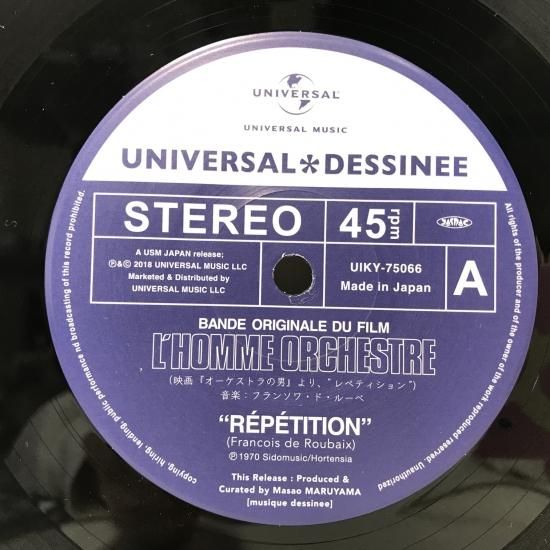 UNIVERSAL
UNIVERSAL MUSIC
UNIVERSAL*DESSINEE
STEREO
45 rpm
JASRAC
A USM JAPAN release;
℗&© 2018 UNIVERSAL MUSIC LLC
Marketed & Distributed by
UNIVERSAL MUSIC LLC
UIKY-75066
Made in Japan
A
BANDE ORIGINALE DU FILM
L'HOMME ORCHESTRE
(映画『オーケストラの男』より、“レペティション”)
音楽:フランソワ・ド・ルーベ
“RÉPÉTITION”
(Francois de Roubaix)
℗1970 Sidomusic/Hortensia
This Release : Produced &
Curated by Masao MARUYAMA
[musique dessinee]
All rights of the producer and of the owner of the work reproduced reserved. Unauthorized
copying, hiring, lending, public performance and broadcasting of this record prohibited.